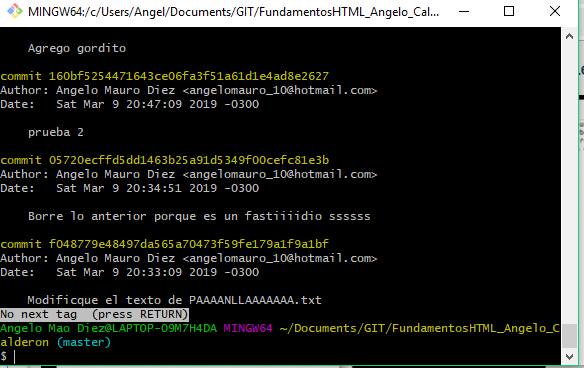 MINGW64:/c/Users/Angel/Documents/GIT/FundamentosHTML_Angelo_Cal...
Agrego gordito
commit 160bf5254471643ce06fa3f51a61d1e4ad8e2627
Author: Angelo Mauro Diez <angelomauro_10@hotmail.com>
Date:   Sat Mar 9 20:47:09 2019 -0300
prueba 2
commit 05720ecffd5dd1463b25a91d5349f00cefc81e3b
Author: Angelo Mauro Diez <angelomauro_10@hotmail.com>
Date:   Sat Mar 9 20:34:51 2019 -0300
Borre lo anterior porque es un fastiiiidio ssssss
commit f048779e48497da565a70473f59fe179a1f9a1bf
Author: Angelo Mauro Diez <angelomauro_10@hotmail.com>
Date:   Sat Mar 9 20:33:09 2019 -0300
Modificque el texto de PAAAANLLAAAAAAA.txt
No next tag  (press RETURN)
Angelo Mao Diez@LAPTOP-O9M7H4DA MINGW64 ~/Documents/GIT/FundamentosHTML_Angelo_C
alderon (master)
$